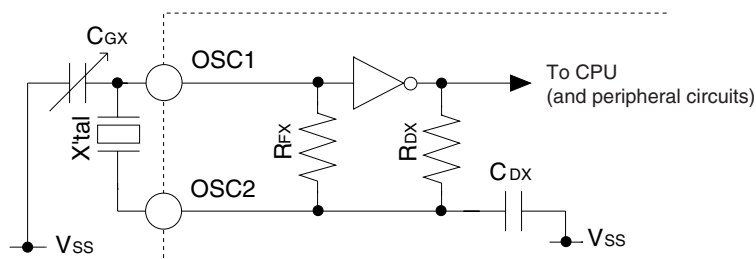 CGX
OSC1
To CPU
(and peripheral circuits)
X'tal
RFX
RDX
CDX
OSC2
VSS
VSS